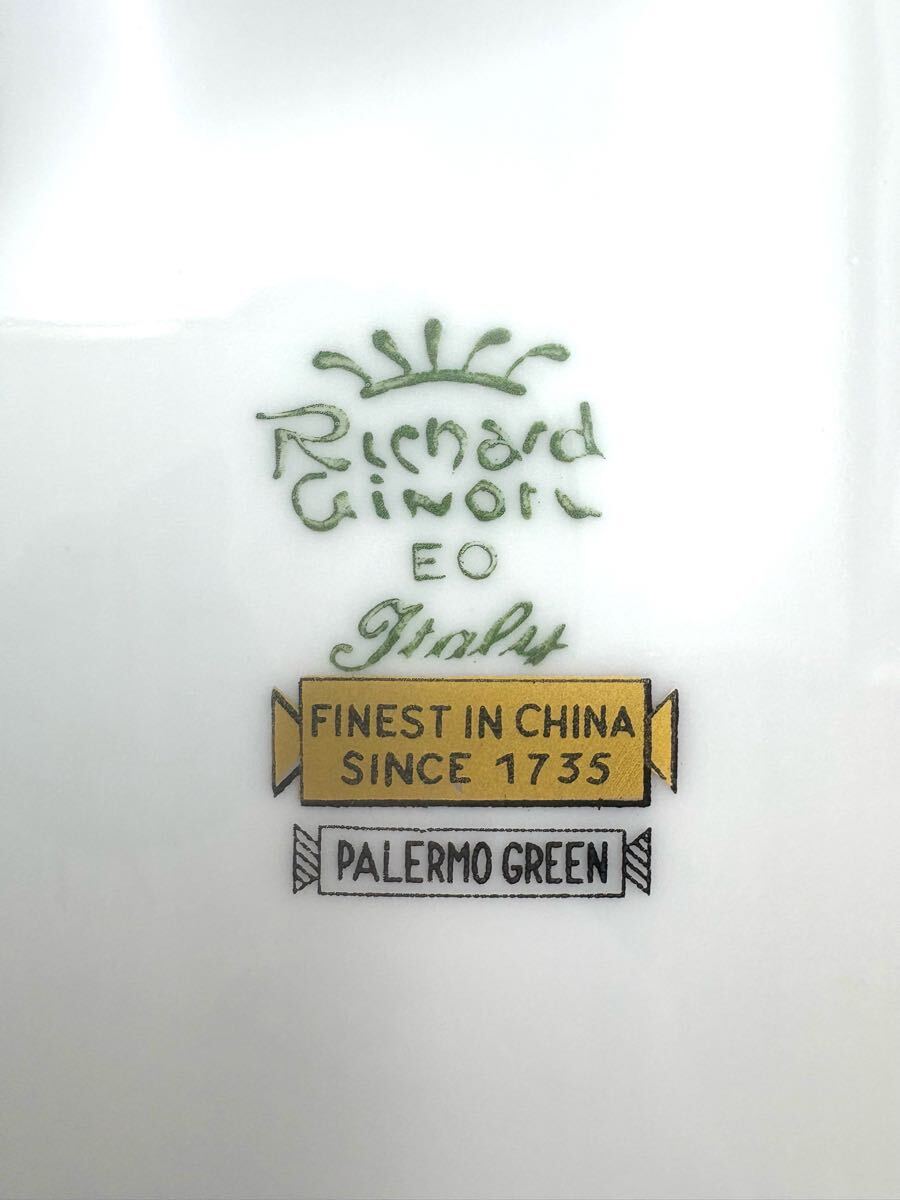 Richard
Ginori
EO
Italy
FINEST IN CHINA
SINCE 1735
PALERMO GREEN